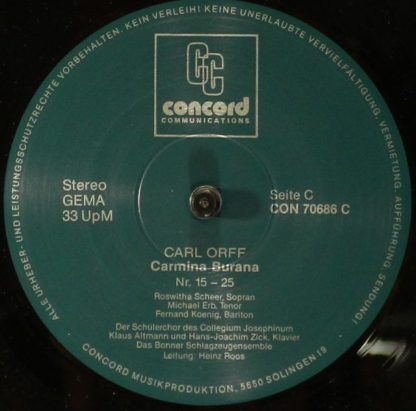 ALLE URHEBER- UND LEISTUNGSSCHUTZRECHTE VORBEHALTEN. KEIN VERLEIH! KEINE UNERLAUBTE VERVIELFÄLTIGUNG, VERMIETUNG, AUFFÜHRUNG, SENDUNG!
CC
concord
COMMUNICATIONS
Stereo
GEMA
33 UpM
Seite C
CON 70686 C
CARL ORFF
Carmina Burana
Nr. 15 – 25
Roswitha Scheer, Sopran
Michael Erb, Tenor
Fernand Koenig, Bariton
Der Schülerchor des Collegium Josephinum
Klaus Altmann und Hans-Joachim Zick, Klavier
Das Bonner Schlagzeugensemble
Leitung: Heinz Roos
CONCORD MUSIKPRODUKTION, 5650 SOLINGEN 19